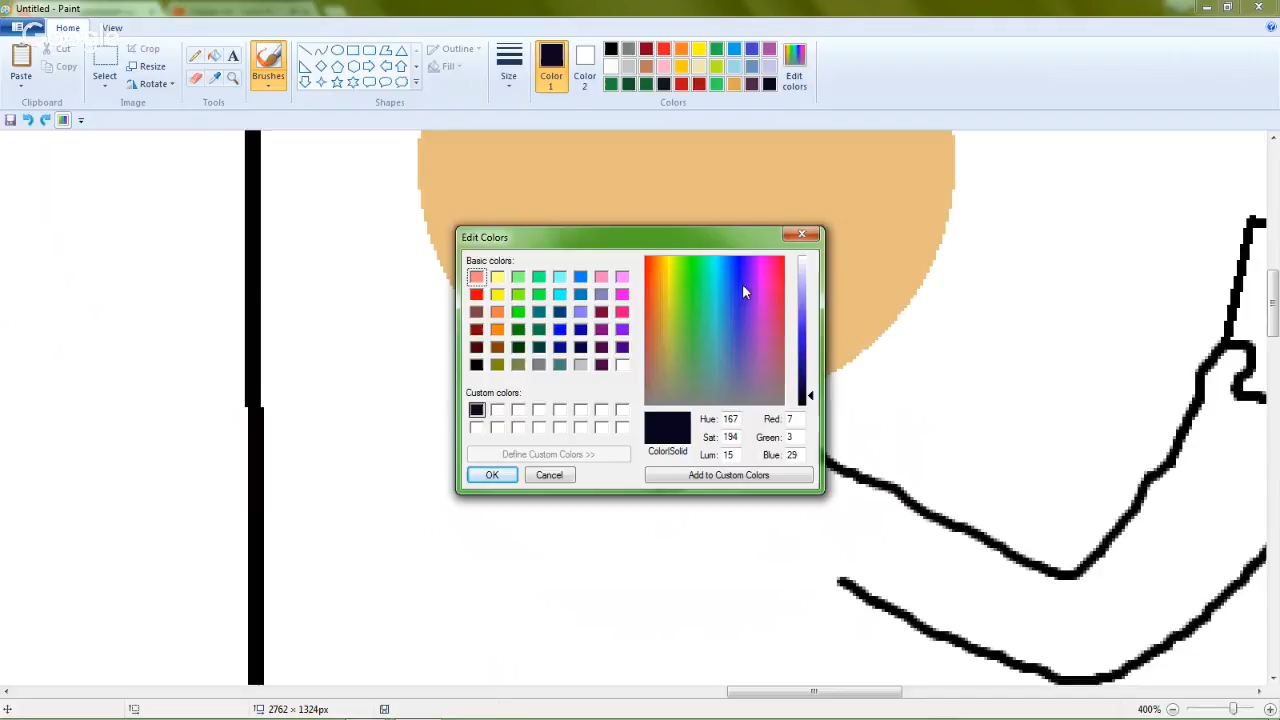 Untitled - Paint
Home View
Paste
Cut
Copy
Clipboard
Select
Crop
Resize
Rotate
Image
A
Tools
Brushes
Outline
Fill
Shapes
Size
Color 1
Color 2
Edit colors
Colors
Edit Colors
Basic colors:
Custom colors:
Define Custom Colors >>
OK Cancel
Hue: 167 Red: 7
Sat: 194 Green: 3
Color|Solid Lum: 15 Blue: 29
Add to Custom Colors
2762 × 1324px
400%